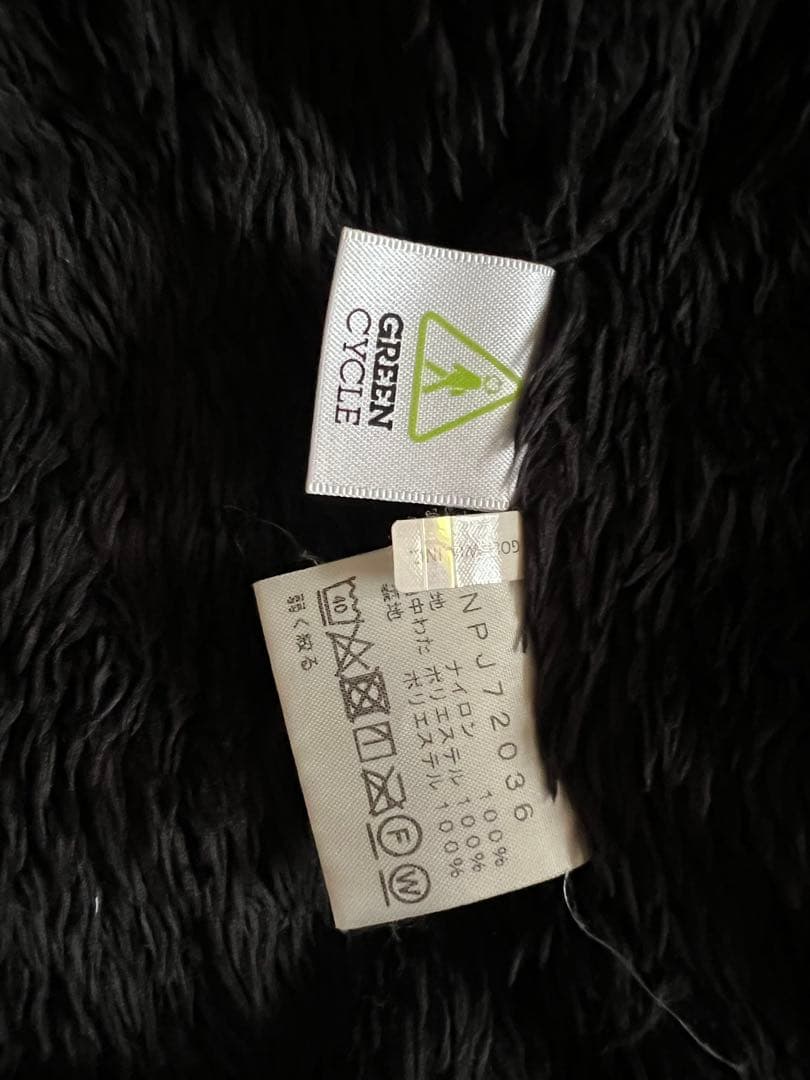 GREEN
CYCLE
NPJ72036
地 ナイロン 100%
中わた ポリエステル 100%
裏地 ポリエステル 100%
40
F
W
弱く絞る